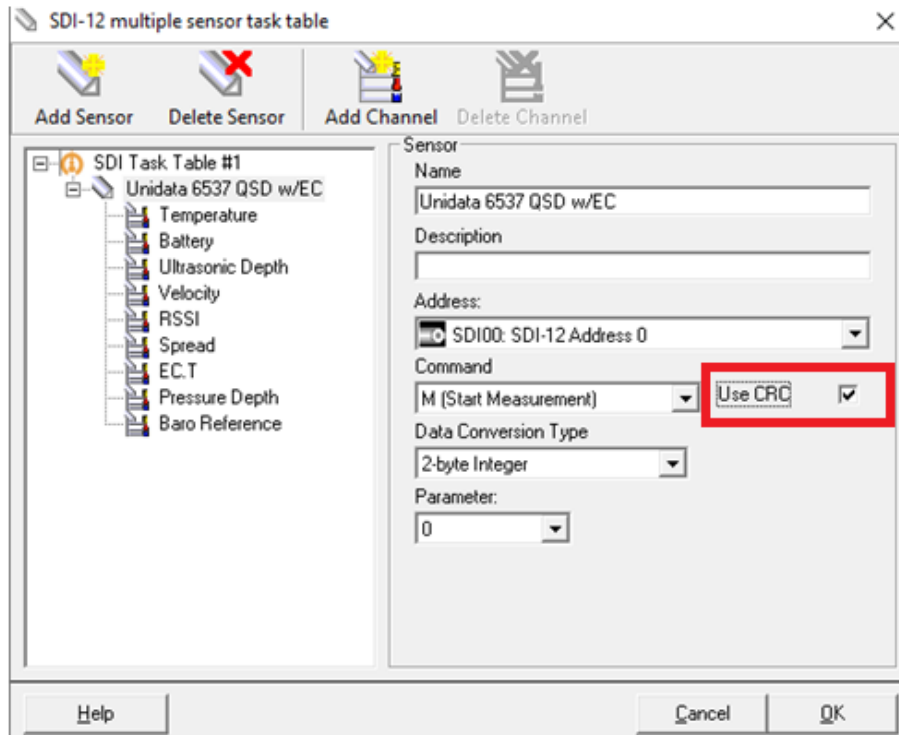 SDI-12 multiple sensor task table
Add Sensor Delete Sensor Add Channel Delete Channel
SDI Task Table #1
Unidata 6537 QSD w/EC
Temperature
Battery
Ultrasonic Depth
Velocity
RSSI
Spread
EC.T
Pressure Depth
Baro Reference
Sensor
Name
Unidata 6537 QSD w/EC
Description
Address:
SDI00: SDI-12 Address 0
Command
M (Start Measurement)
Use CRC
Data Conversion Type
2-byte Integer
Parameter:
0
Help Cancel OK